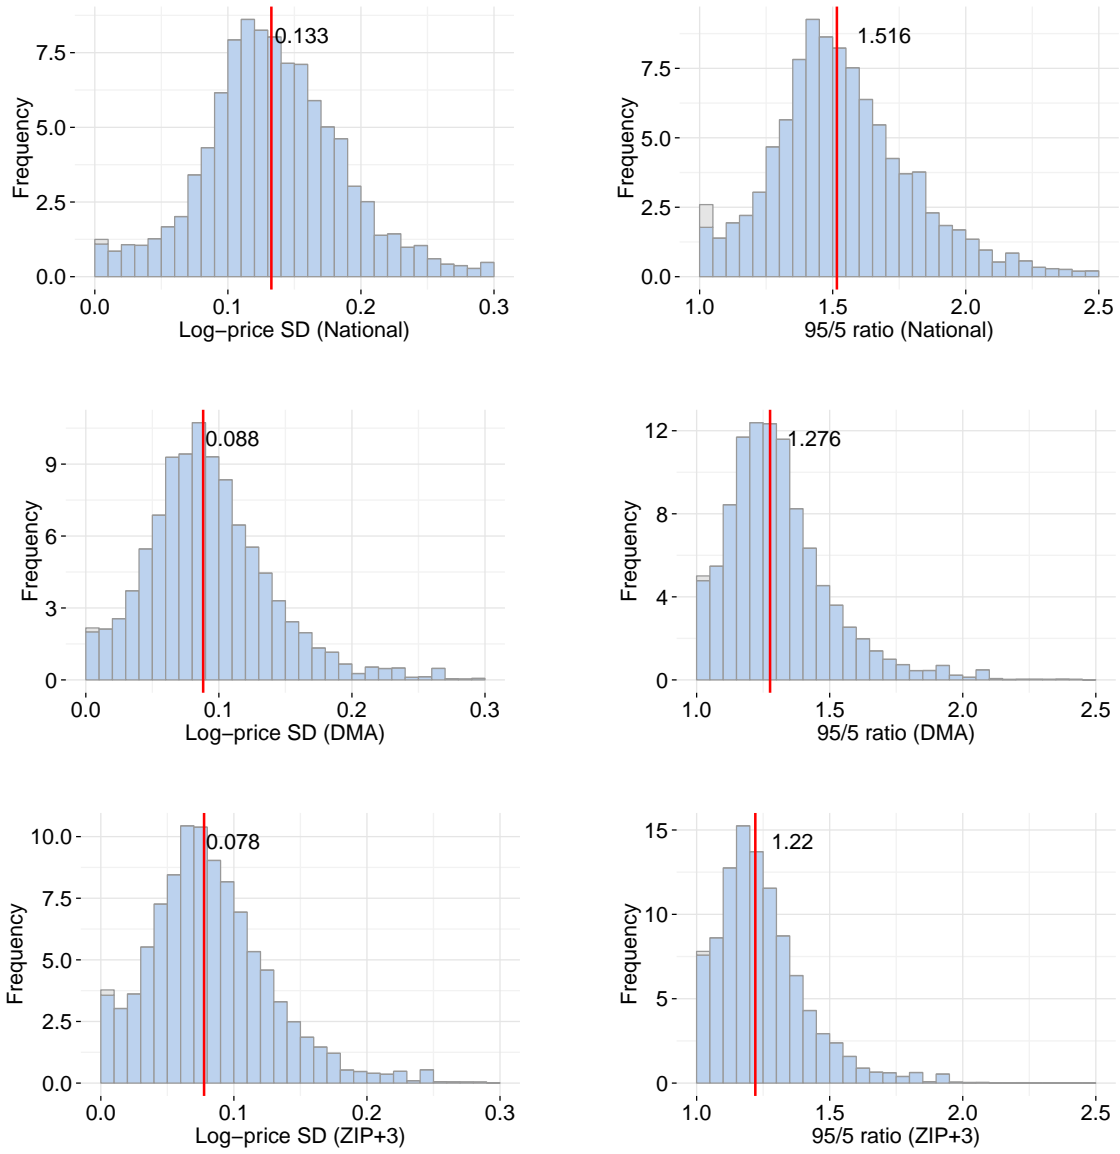 0.133
7.5
5.0
2.5
0.0
Frequency
0.0 0.1 0.2 0.3
Log−price SD (National)
1.516
7.5
5.0
2.5
0.0
Frequency
1.0 1.5 2.0 2.5
95/5 ratio (National)
0.088
9
6
3
0
Frequency
0.0 0.1 0.2 0.3
Log−price SD (DMA)
1.276
12
8
4
0
Frequency
1.0 1.5 2.0 2.5
95/5 ratio (DMA)
0.078
10.0
7.5
5.0
2.5
0.0
Frequency
0.0 0.1 0.2 0.3
Log−price SD (ZIP+3)
1.22
15
10
5
0
Frequency
1.0 1.5 2.0 2.5
95/5 ratio (ZIP+3)